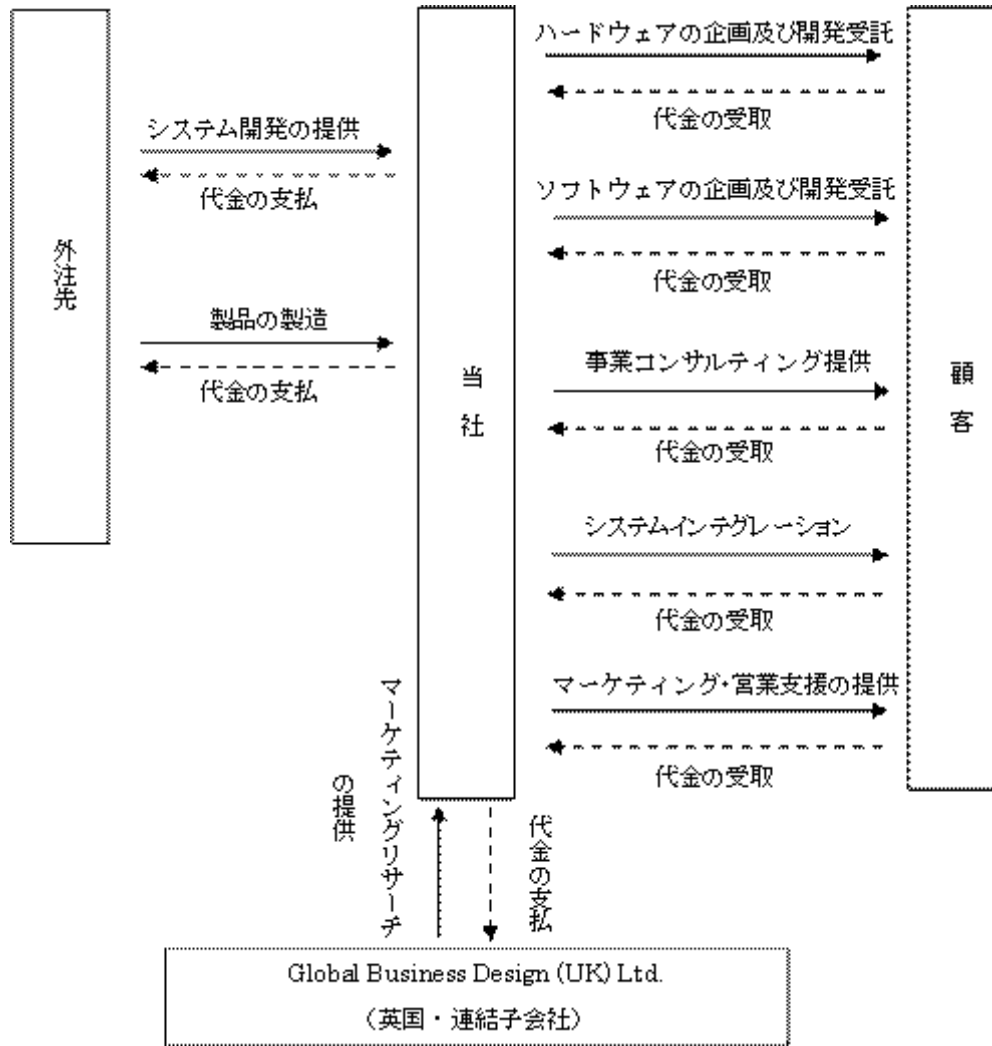 ハードウェアの企画及び開発受託
代金の受取
システム開発の提供
代金の支払
ソフトウェアの企画及び開発受託
代金の受取
外注先
製品の製造
代金の支払
当社
事業コンサルティング提供
代金の受取
顧客
システムインテグレーション
代金の受取
マーケティング・営業支援の提供
代金の受取
マーケティングリサーチ
の提供
代金の支払
Global Business Design (UK) Ltd.
（英国・連結子会社）